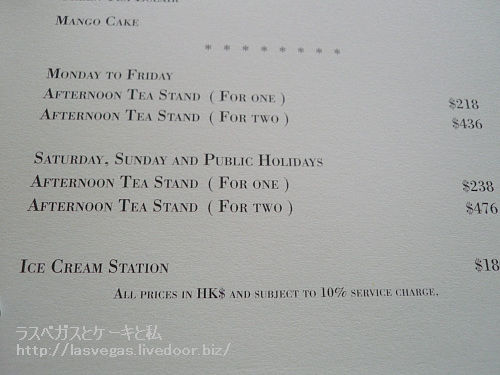 Mango Cake
* * * * * * * *
Monday to Friday
Afternoon Tea Stand ( For one ) $218
Afternoon Tea Stand ( For two ) $436
Saturday, Sunday and Public Holidays
Afternoon Tea Stand ( For one ) $238
Afternoon Tea Stand ( For two ) $476
Ice Cream Station $18
All prices in HK$ and subject to 10% service charge.
ラスベガスとケーキと私
http://lasvegas.livedoor.biz/